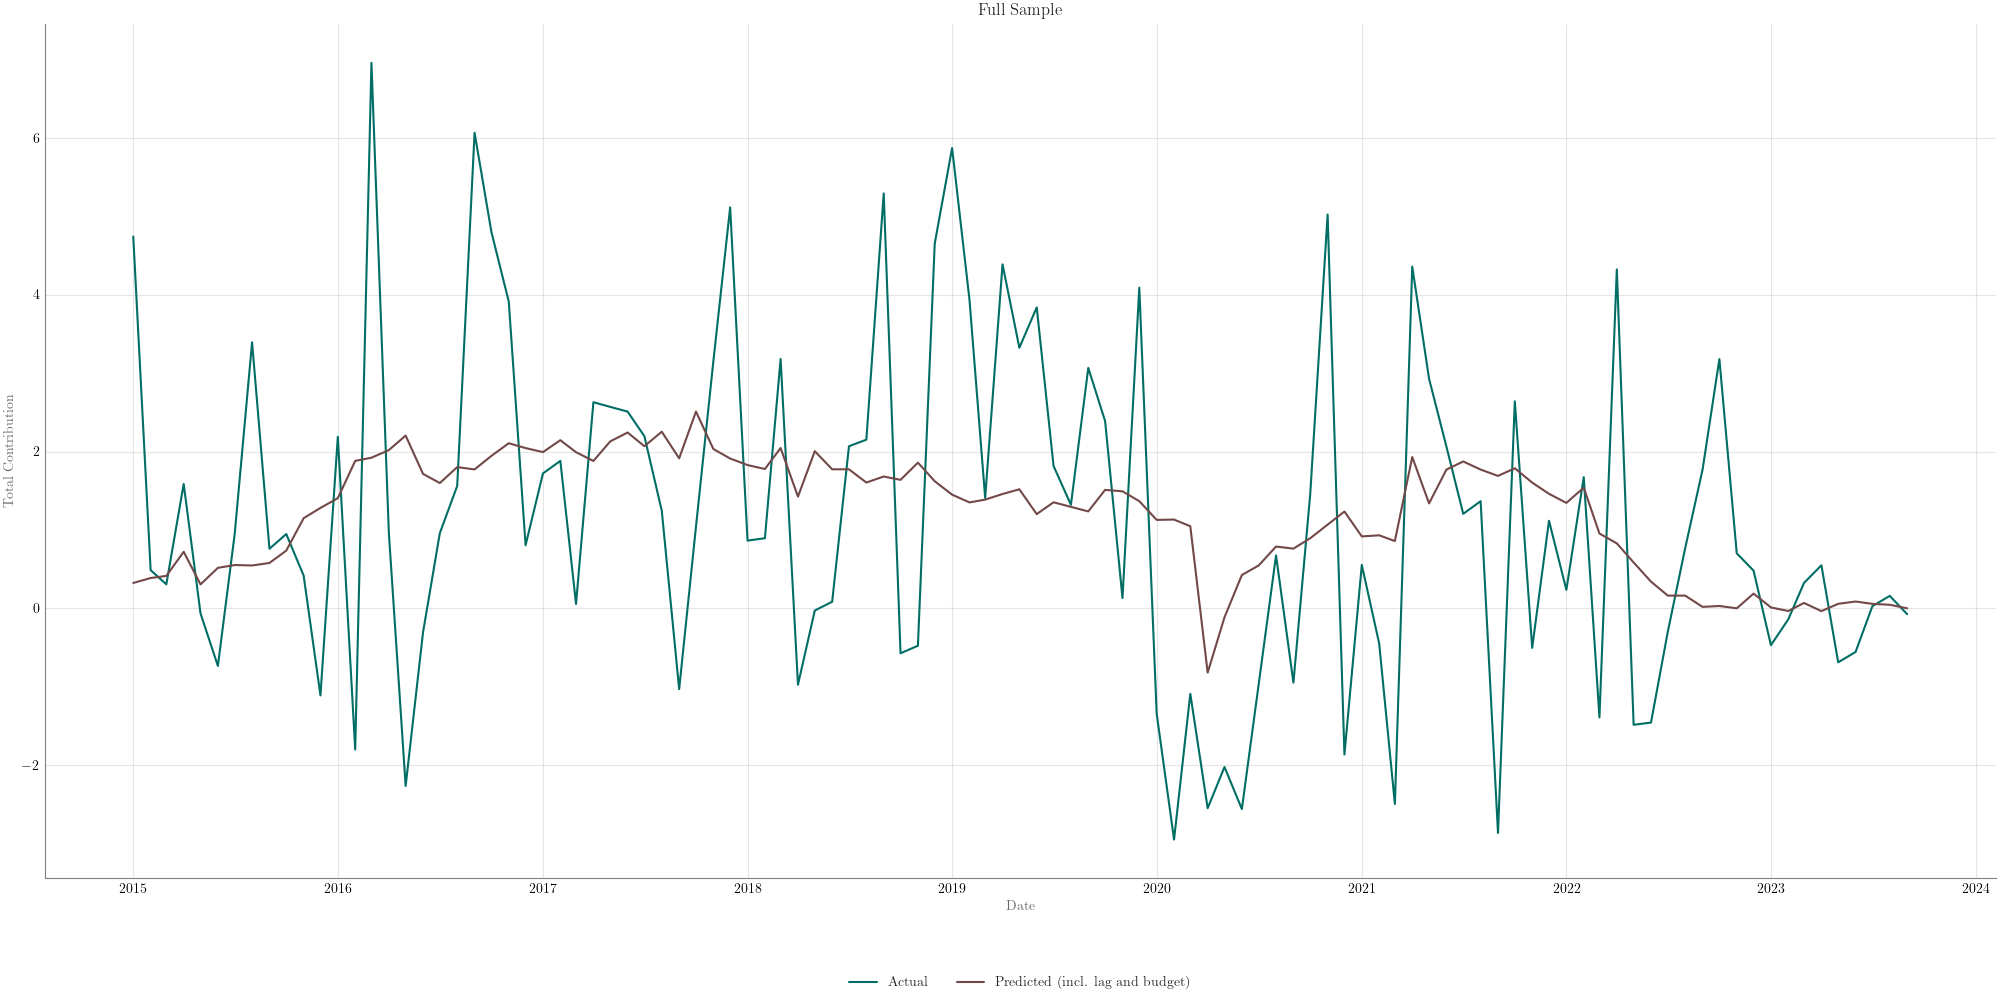 Full Sample
Total Contribution
6
4
2
0
−2
2015 2016 2017 2018 2019 2020 2021 2022 2023 2024
Date
Actual Predicted (incl. lag and budget)